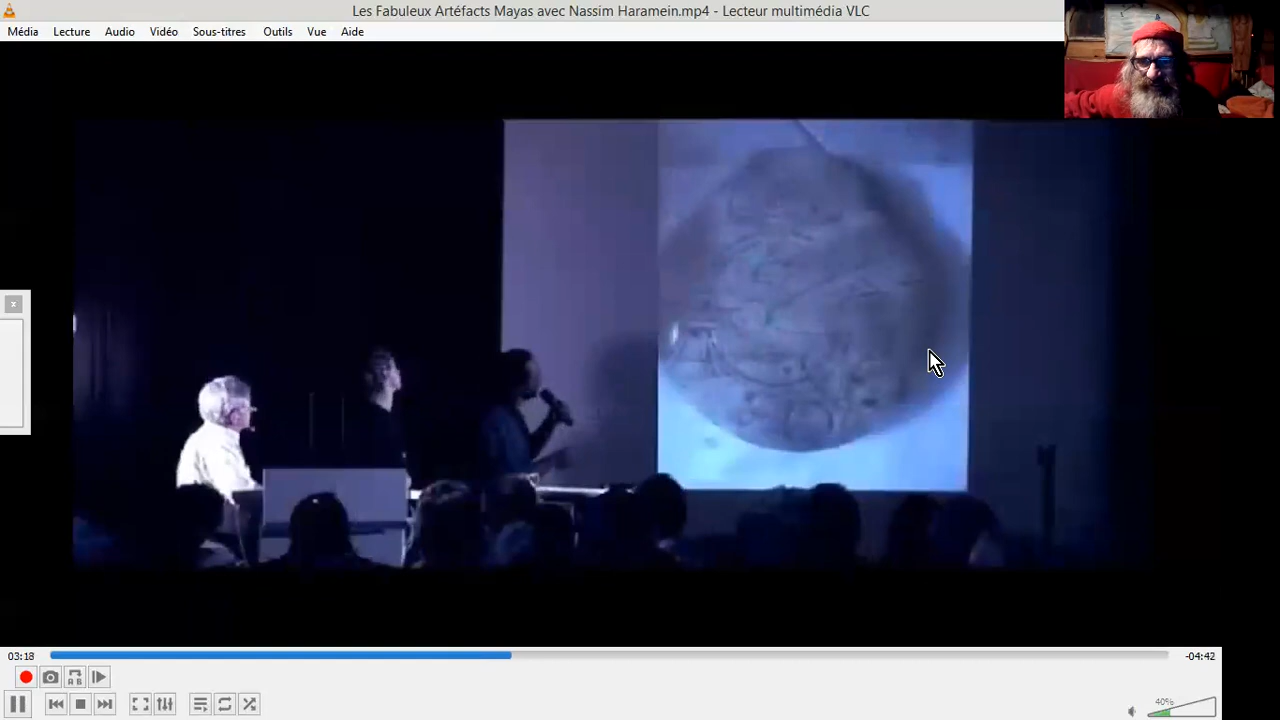 Les Fabuleux Artéfacts Mayas avec Nassim Haramein.mp4 - Lecteur multimédia VLC
Média Lecture Audio Vidéo Sous-titres Outils Vue Aide
x
03:18 -04:42
A B
40%